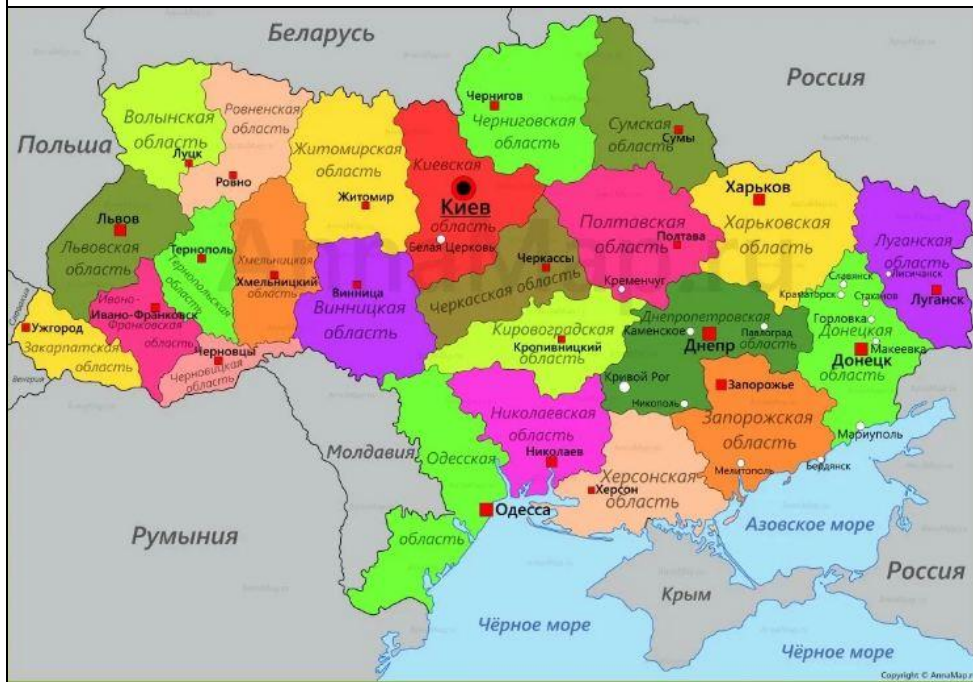 Беларусь
Россия
Польша
Волынская
область
Луцк
Ровненская
область
Ровно
Житомирская
область
Житомир
Киевская
Киев
область
Белая Церковь
Чернигов
Черниговская
область
Сумская
область
Сумы
Львов
Львовская
область
Тернополь
Тернопольская
область
Хмельницкая
Хмельницкий
область
Винница
Винницкая
область
Черкассы
Черкасская область
Полтавская
область
Полтава
Кременчуг
Харьков
Харьковская
область
Луганская
область
Лисичанск
Луганск
Славянск
Краматорск
Стаханов
Горловка
Донецкая
Макеевка
Донецк
область
Мариуполь
Словакия
Ужгород
Закарпатская
область
Венгрия
Ивано-
Ивано-Франковск
Франковская
область
Черновцы
Черновицкая
область
Кировоградская
Кропивницкий
область
Днепропетровская
Каменское
Днепр
Павлоград
область
Кривой Рог
Никополь
Запорожье
Запорожская
область
Мелитополь
Бердянск
Николаевская
область
Николаев
Херсонская
Херсон
область
Молдавия
Одесская
Одесса
область
Румыния
Азовское море
Россия
Крым
Чёрное море
Чёрное море
AnnaMap.ru
Copyright © AnnaMap.r